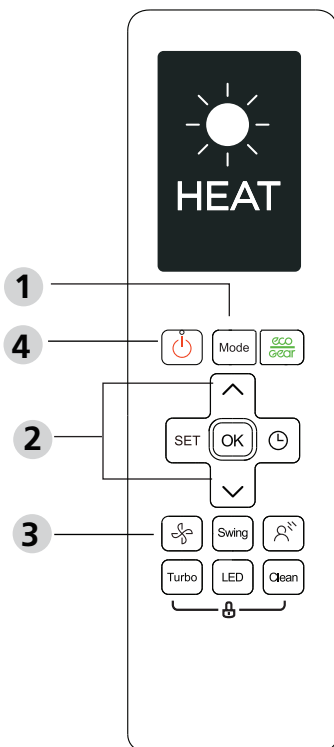 HEAT
1
4
Mode
eco
Gear
2
SET
OK
3
Swing
Turbo
LED
Clean